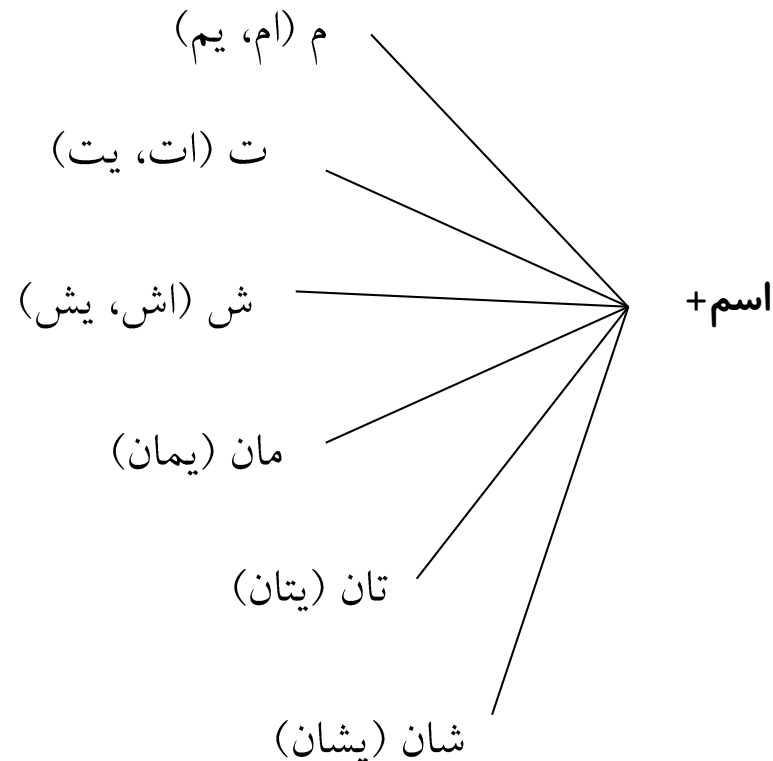 م (ام، یم)
ت (ات، یت)
ش (اش، یش)
اسم+
مان (یمان)
تان (یتان)
شان (یشان)